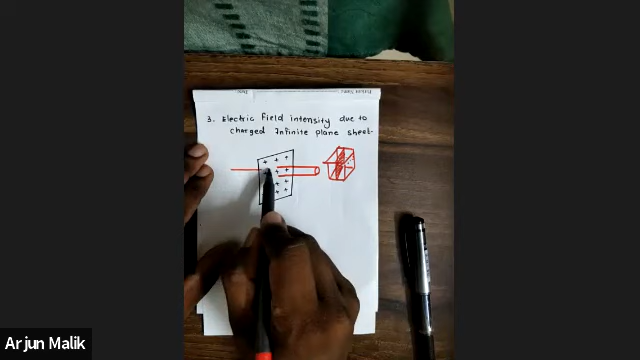 3. Electric field intensity due to
charged Infinite plane sheet.
Arjun Malik